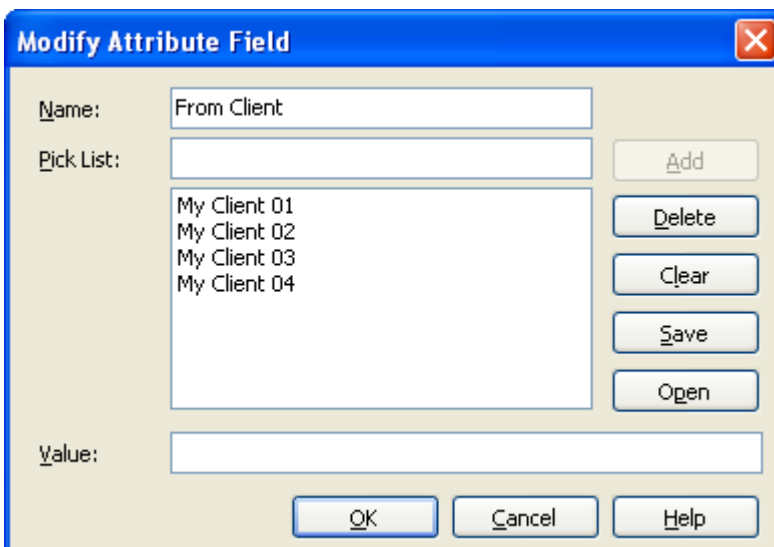 Modify Attribute Field
Name: From Client
Pick List: Add
My Client 01
My Client 02
My Client 03
My Client 04
Delete
Clear
Save
Open
Value:
OK Cancel Help